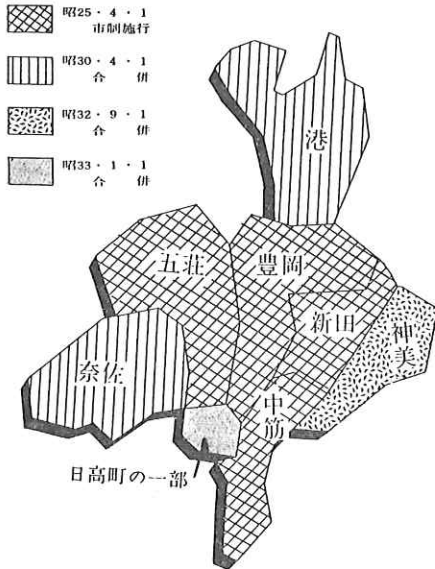 昭25・4・1
市制施行
昭30・4・1
合併
昭32・9・1
合併
昭33・1・1
合併
港
五荘
豊岡
新田
神美
奈佐
中筋
日高町の一部